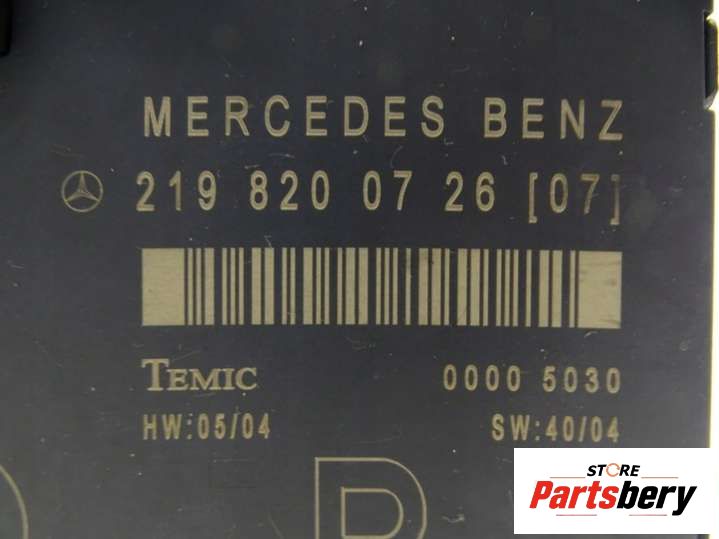 MERCEDES BENZ
219 820 07 26 [07]
TEMIC 0000 5030
HW:05/04 SW:40/04
R
STORE
Partsbery